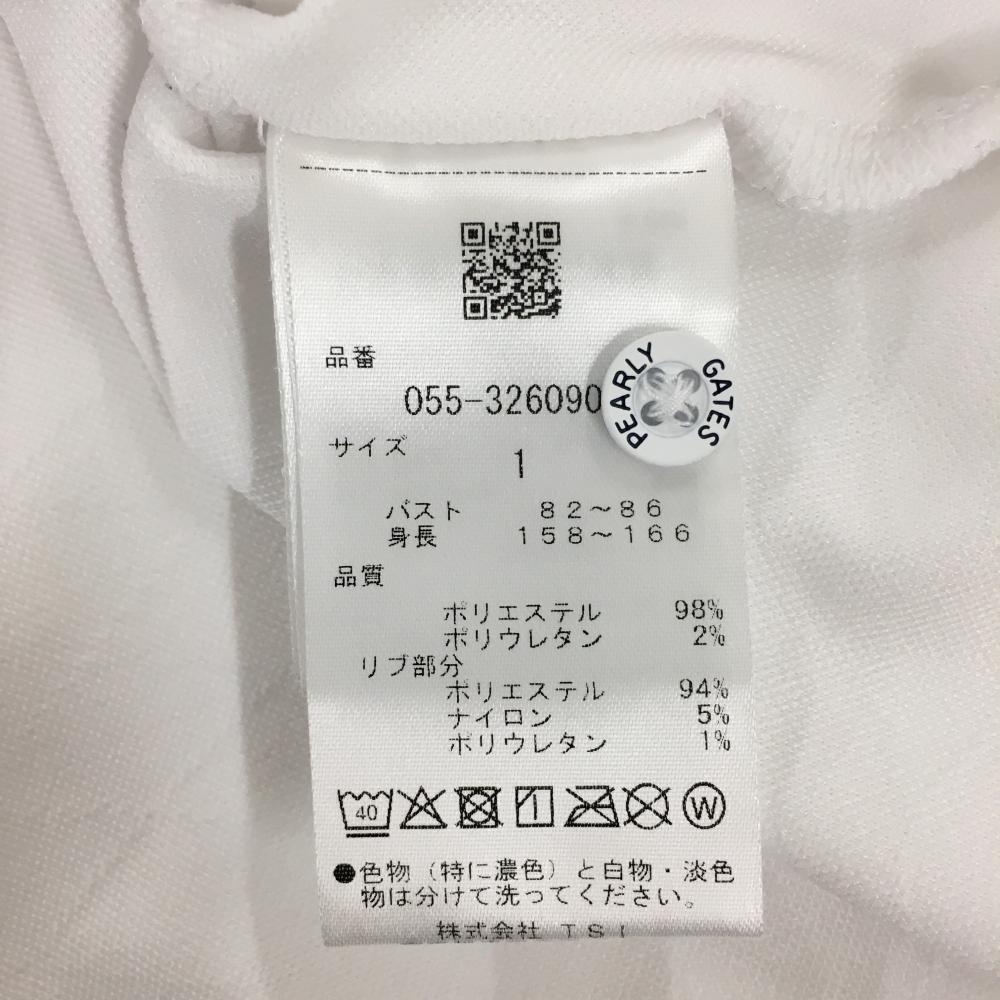 品番
055-326090
PEARLY GATES
サイズ
1
バスト 82～86
身長 158～166
品質
ポリエステル 98%
ポリウレタン 2%
リブ部分
ポリエステル 94%
ナイロン 5%
ポリウレタン 1%
40
W
●色物（特に濃色）と白物・淡色
物は分けて洗ってください。
株式会社 TSI